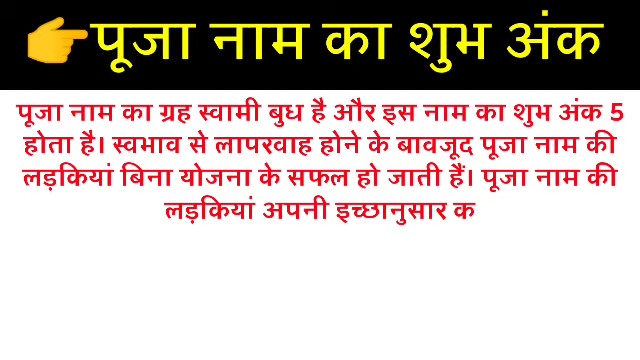 👉पूजा नाम का शुभ अंक
पूजा नाम का ग्रह स्वामी बुध है और इस नाम का शुभ अंक 5
होता है। स्वभाव से लापरवाह होने के बावजूद पूजा नाम की
लड़कियां बिना योजना के सफल हो जाती हैं। पूजा नाम की
लड़कियां अपनी इच्छानुसार क